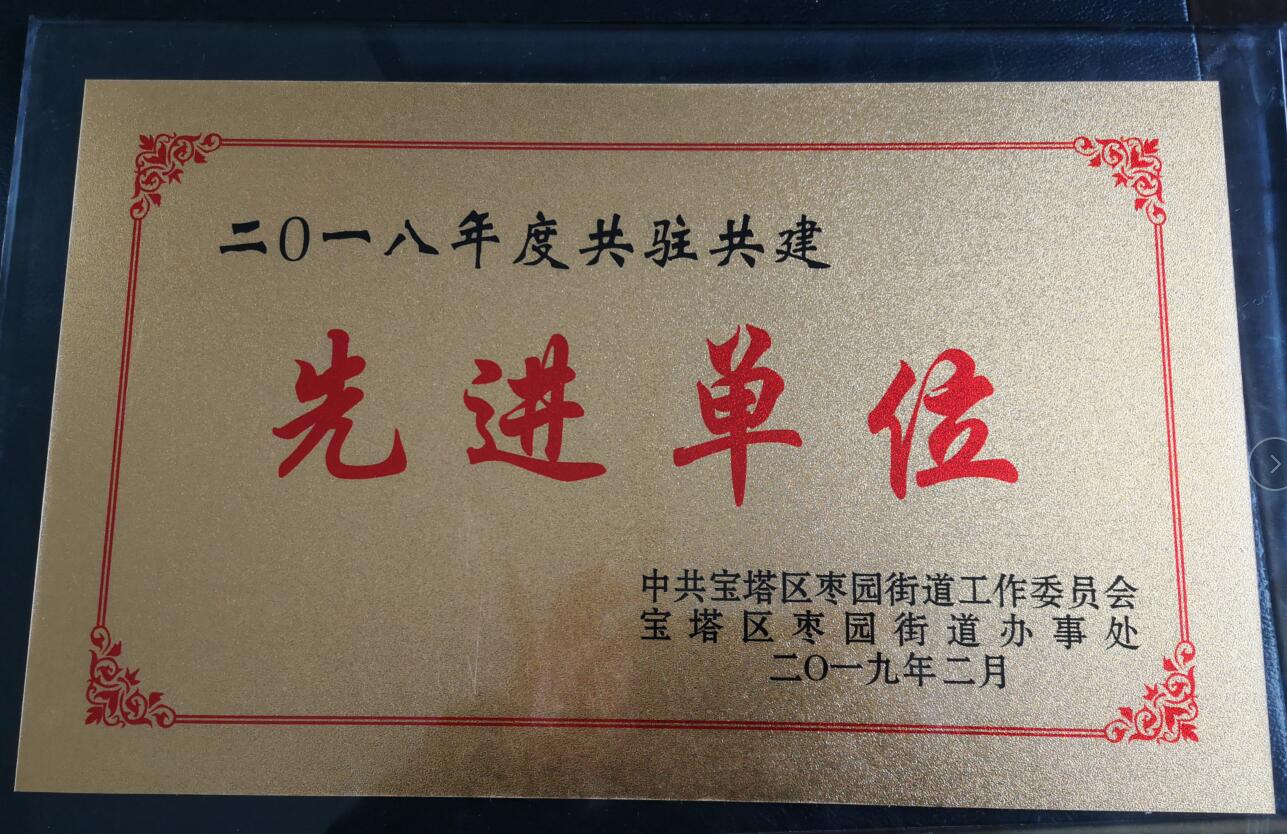 二〇一八年度共驻共建
先进单位
中共宝塔区枣园街道工作委员会
宝塔区枣园街道办事处
二〇一九年二月